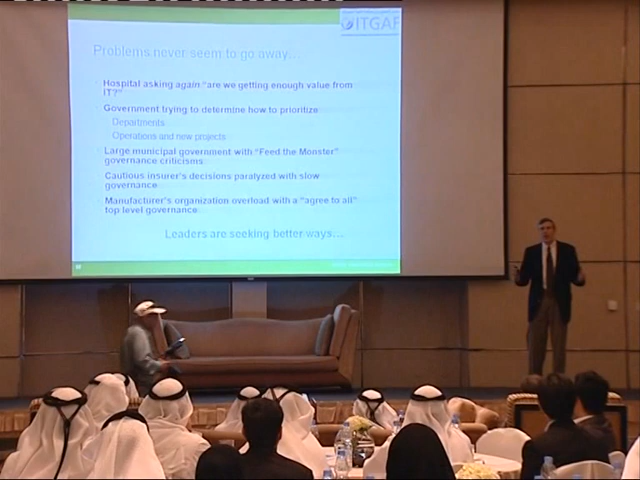 ITGAF
Problems never seem to go away…
Hospital asking again "are we getting enough value from
IT?"
Government trying to determine how to prioritize
Departments
Operations and new projects
Large municipal government with "Feed the Monster"
governance criticisms
Cautious insurer's decisions paralyzed with slow
governance
Manufacturer's organization overload with a "agree to all"
top level governance
Leaders are seeking better ways…